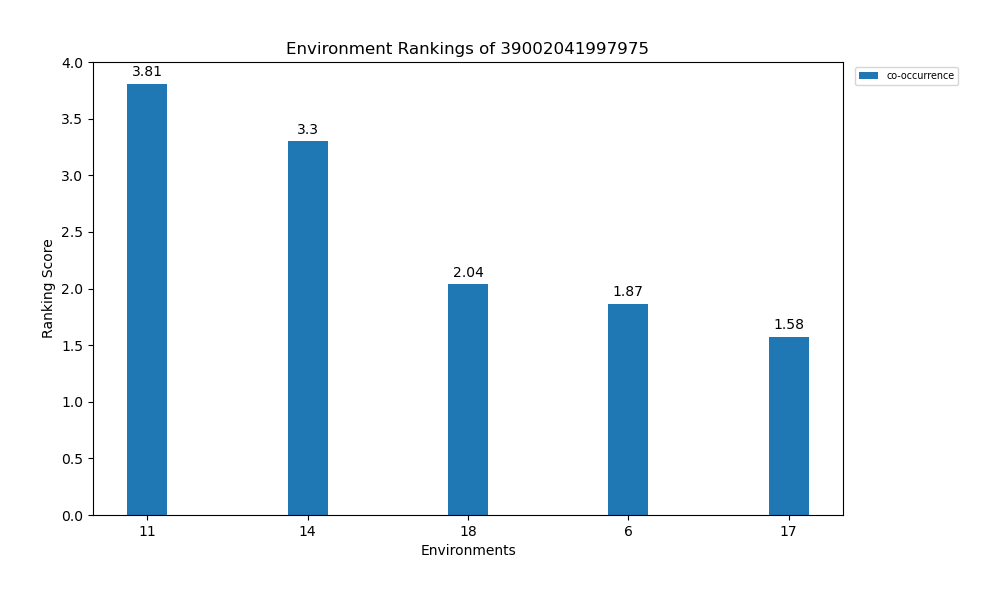 Environment Rankings of 39002041997975
co-occurrence
Ranking Score
4.0
3.5
3.0
2.5
2.0
1.5
1.0
0.5
0.0
3.81
3.3
2.04
1.87
1.58
11 14 18 6 17
Environments